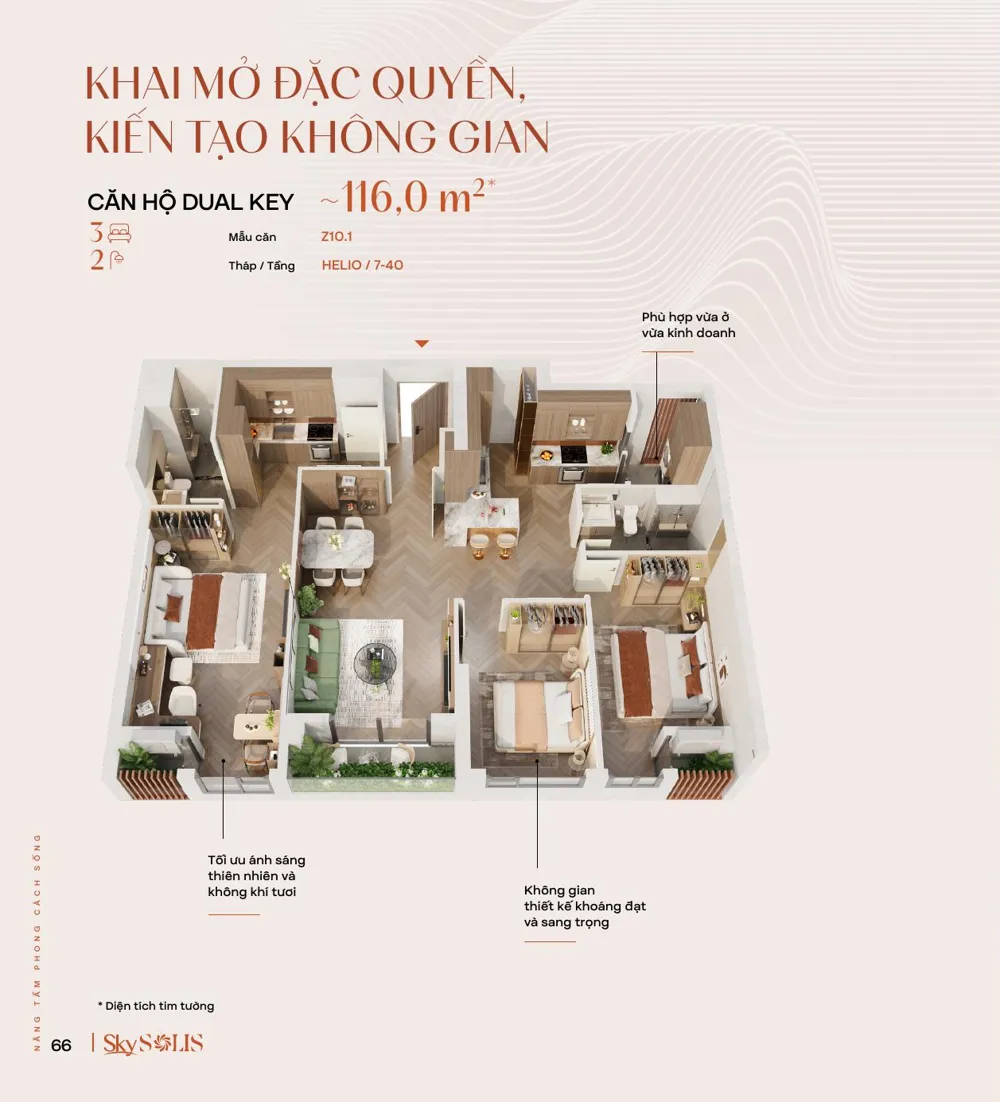 KHAI MỞ ĐẶC QUYỀN,
KIẾN TẠO KHÔNG GIAN
CĂN HỘ DUAL KEY ~116,0 m²*
3
2
Mẫu căn Z10.1
Tháp / Tầng HELIO / 7-40
Phù hợp vừa ở
vừa kinh doanh
Tối ưu ánh sáng
thiên nhiên và
không khí tươi
Không gian
thiết kế khoáng đạt
và sang trọng
* Diện tích tim tường
NÂNG TẦM PHONG CÁCH SỐNG
66 | Sky SOLIS